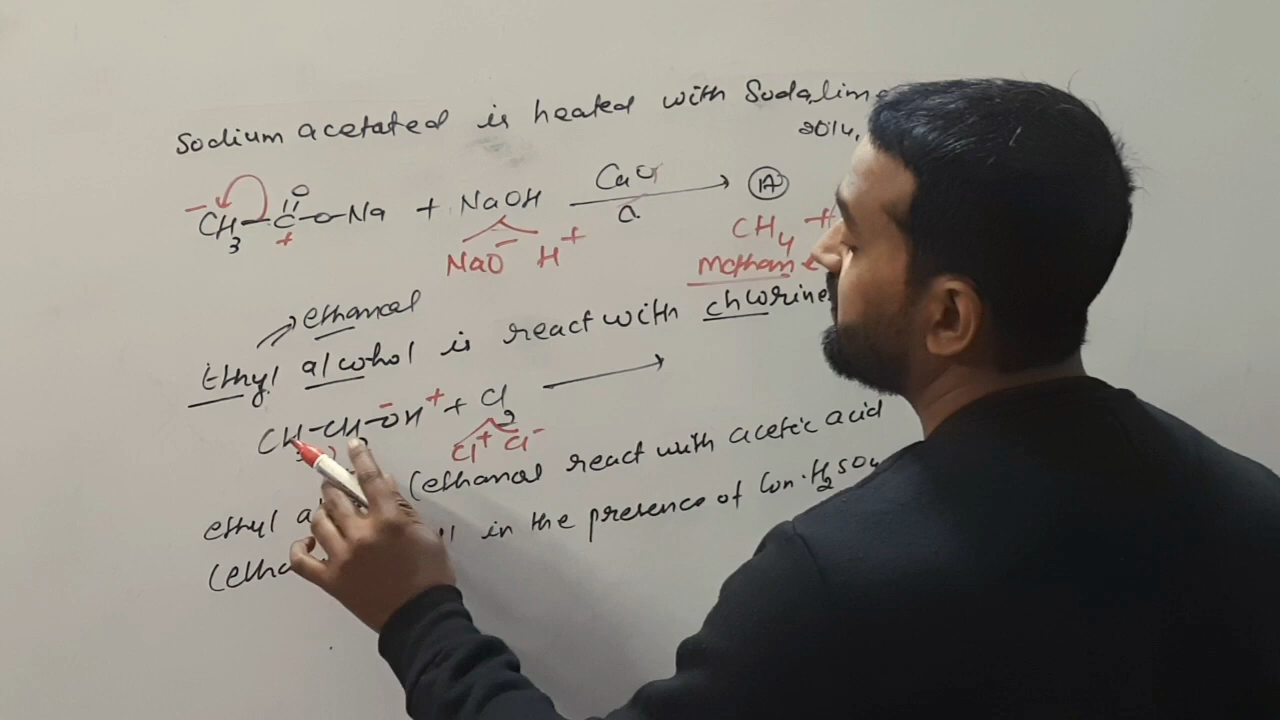 Sodium acetated is heated with Sodalime
2014,
CH3-C-O-Na + NaOH CaO A
O
- +
Δ
NaO- H+
CH4 +
Methane
ethanol
Ethyl alcohol is react with chlorine
CH3-CH2-OH + Cl2
- +
Cl+ Cl-
ethyl (ethanol react with acetic acid
in the presence of Con. H2SO4